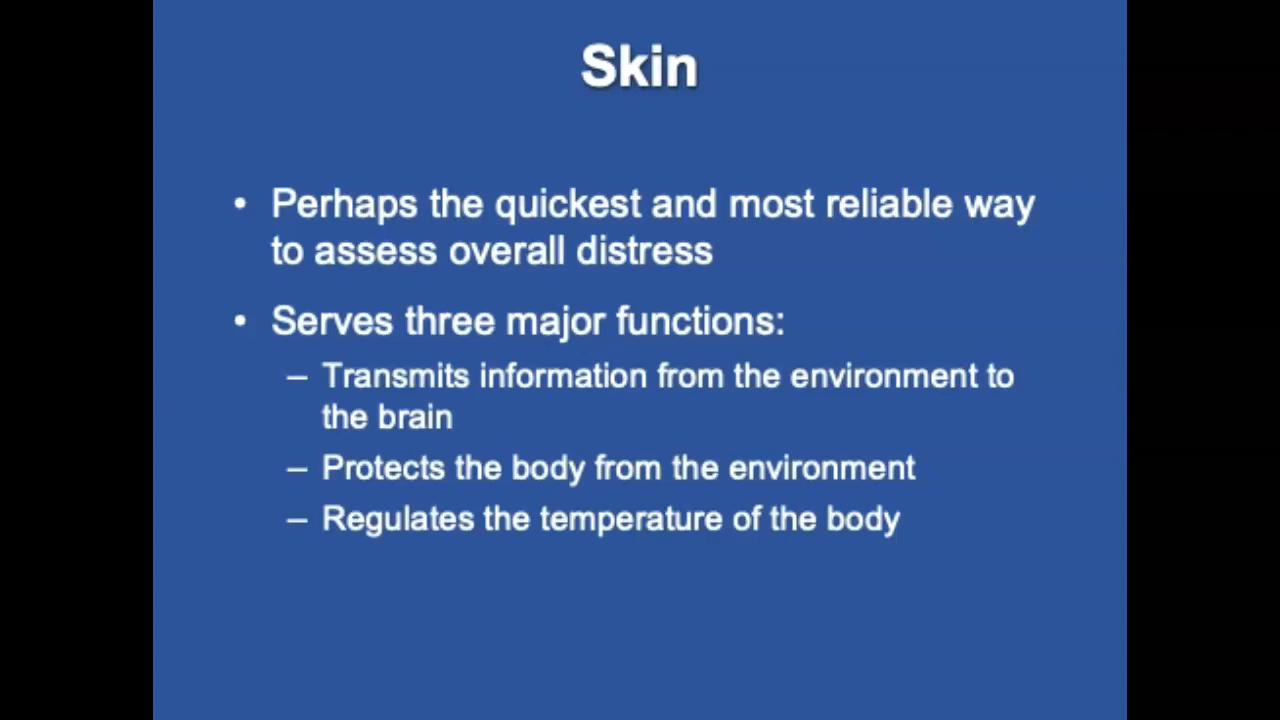 Skin
• Perhaps the quickest and most reliable way
to assess overall distress
• Serves three major functions:
– Transmits information from the environment to
the brain
– Protects the body from the environment
– Regulates the temperature of the body